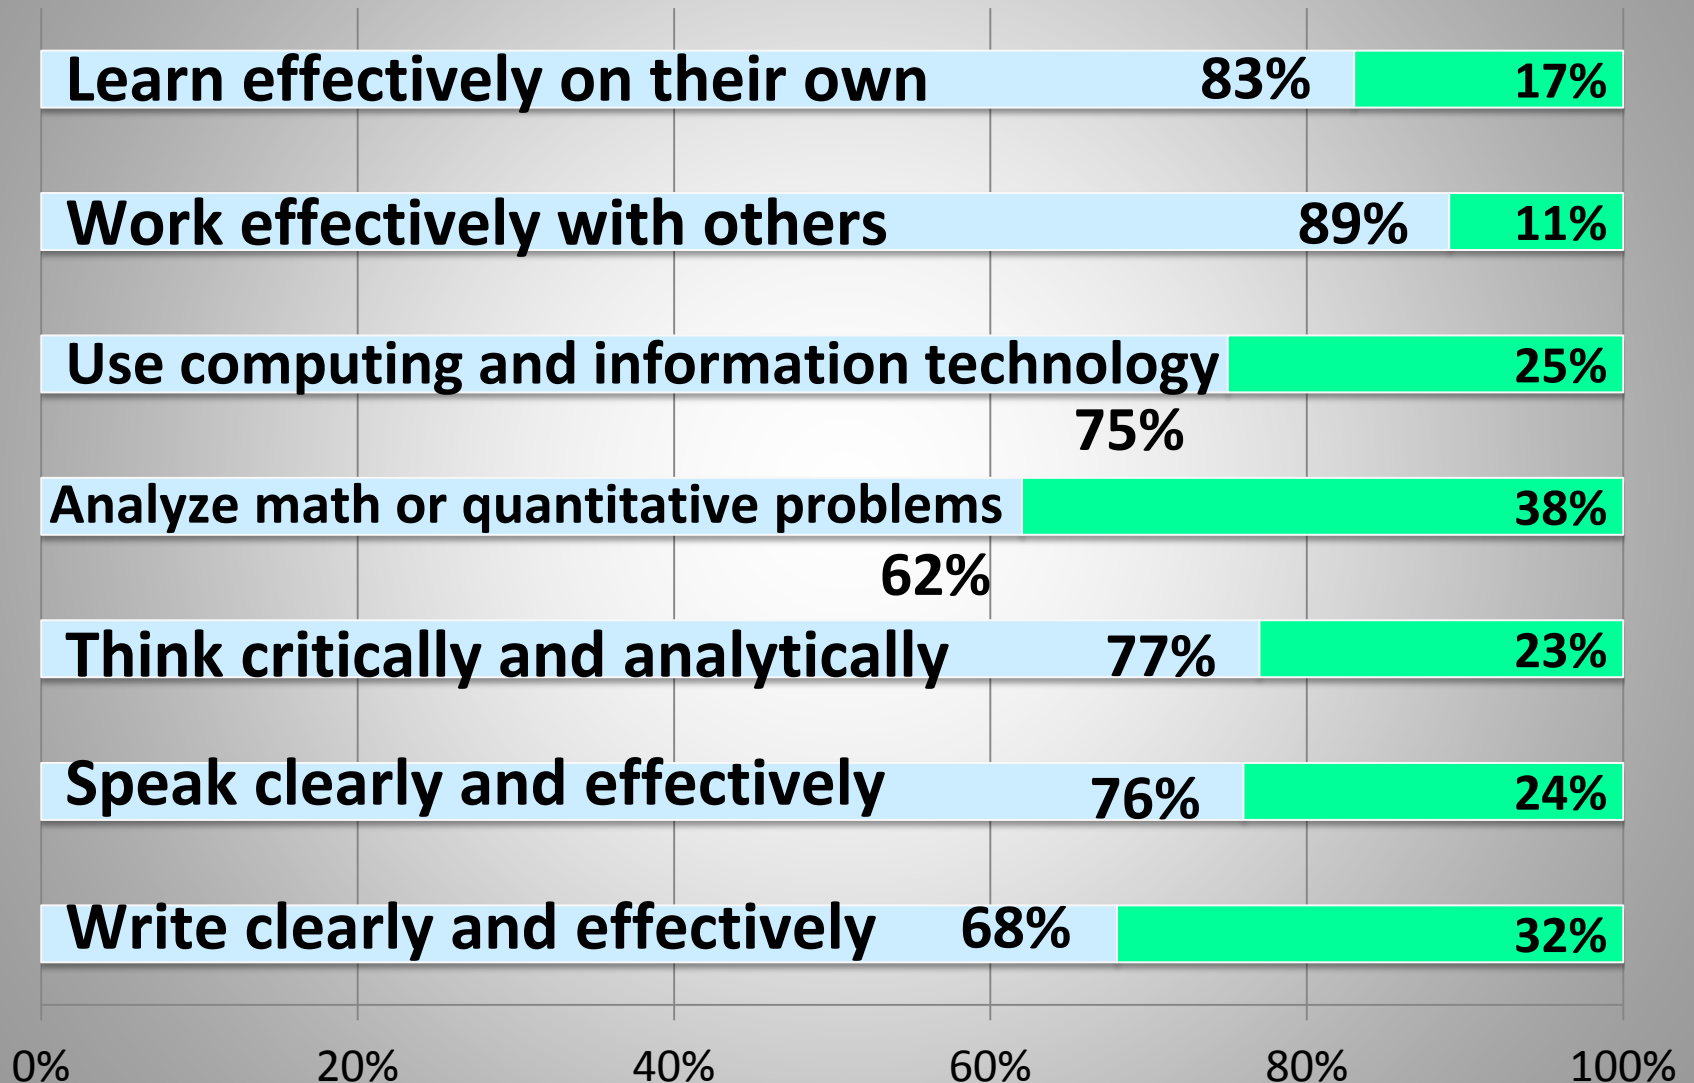 Learn effectively on their own 83% 17%
Work effectively with others 89% 11%
Use computing and information technology 25%
75%
Analyze math or quantitative problems 38%
62%
Think critically and analytically 77% 23%
Speak clearly and effectively 76% 24%
Write clearly and effectively 68% 32%
0% 20% 40% 60% 80% 100%